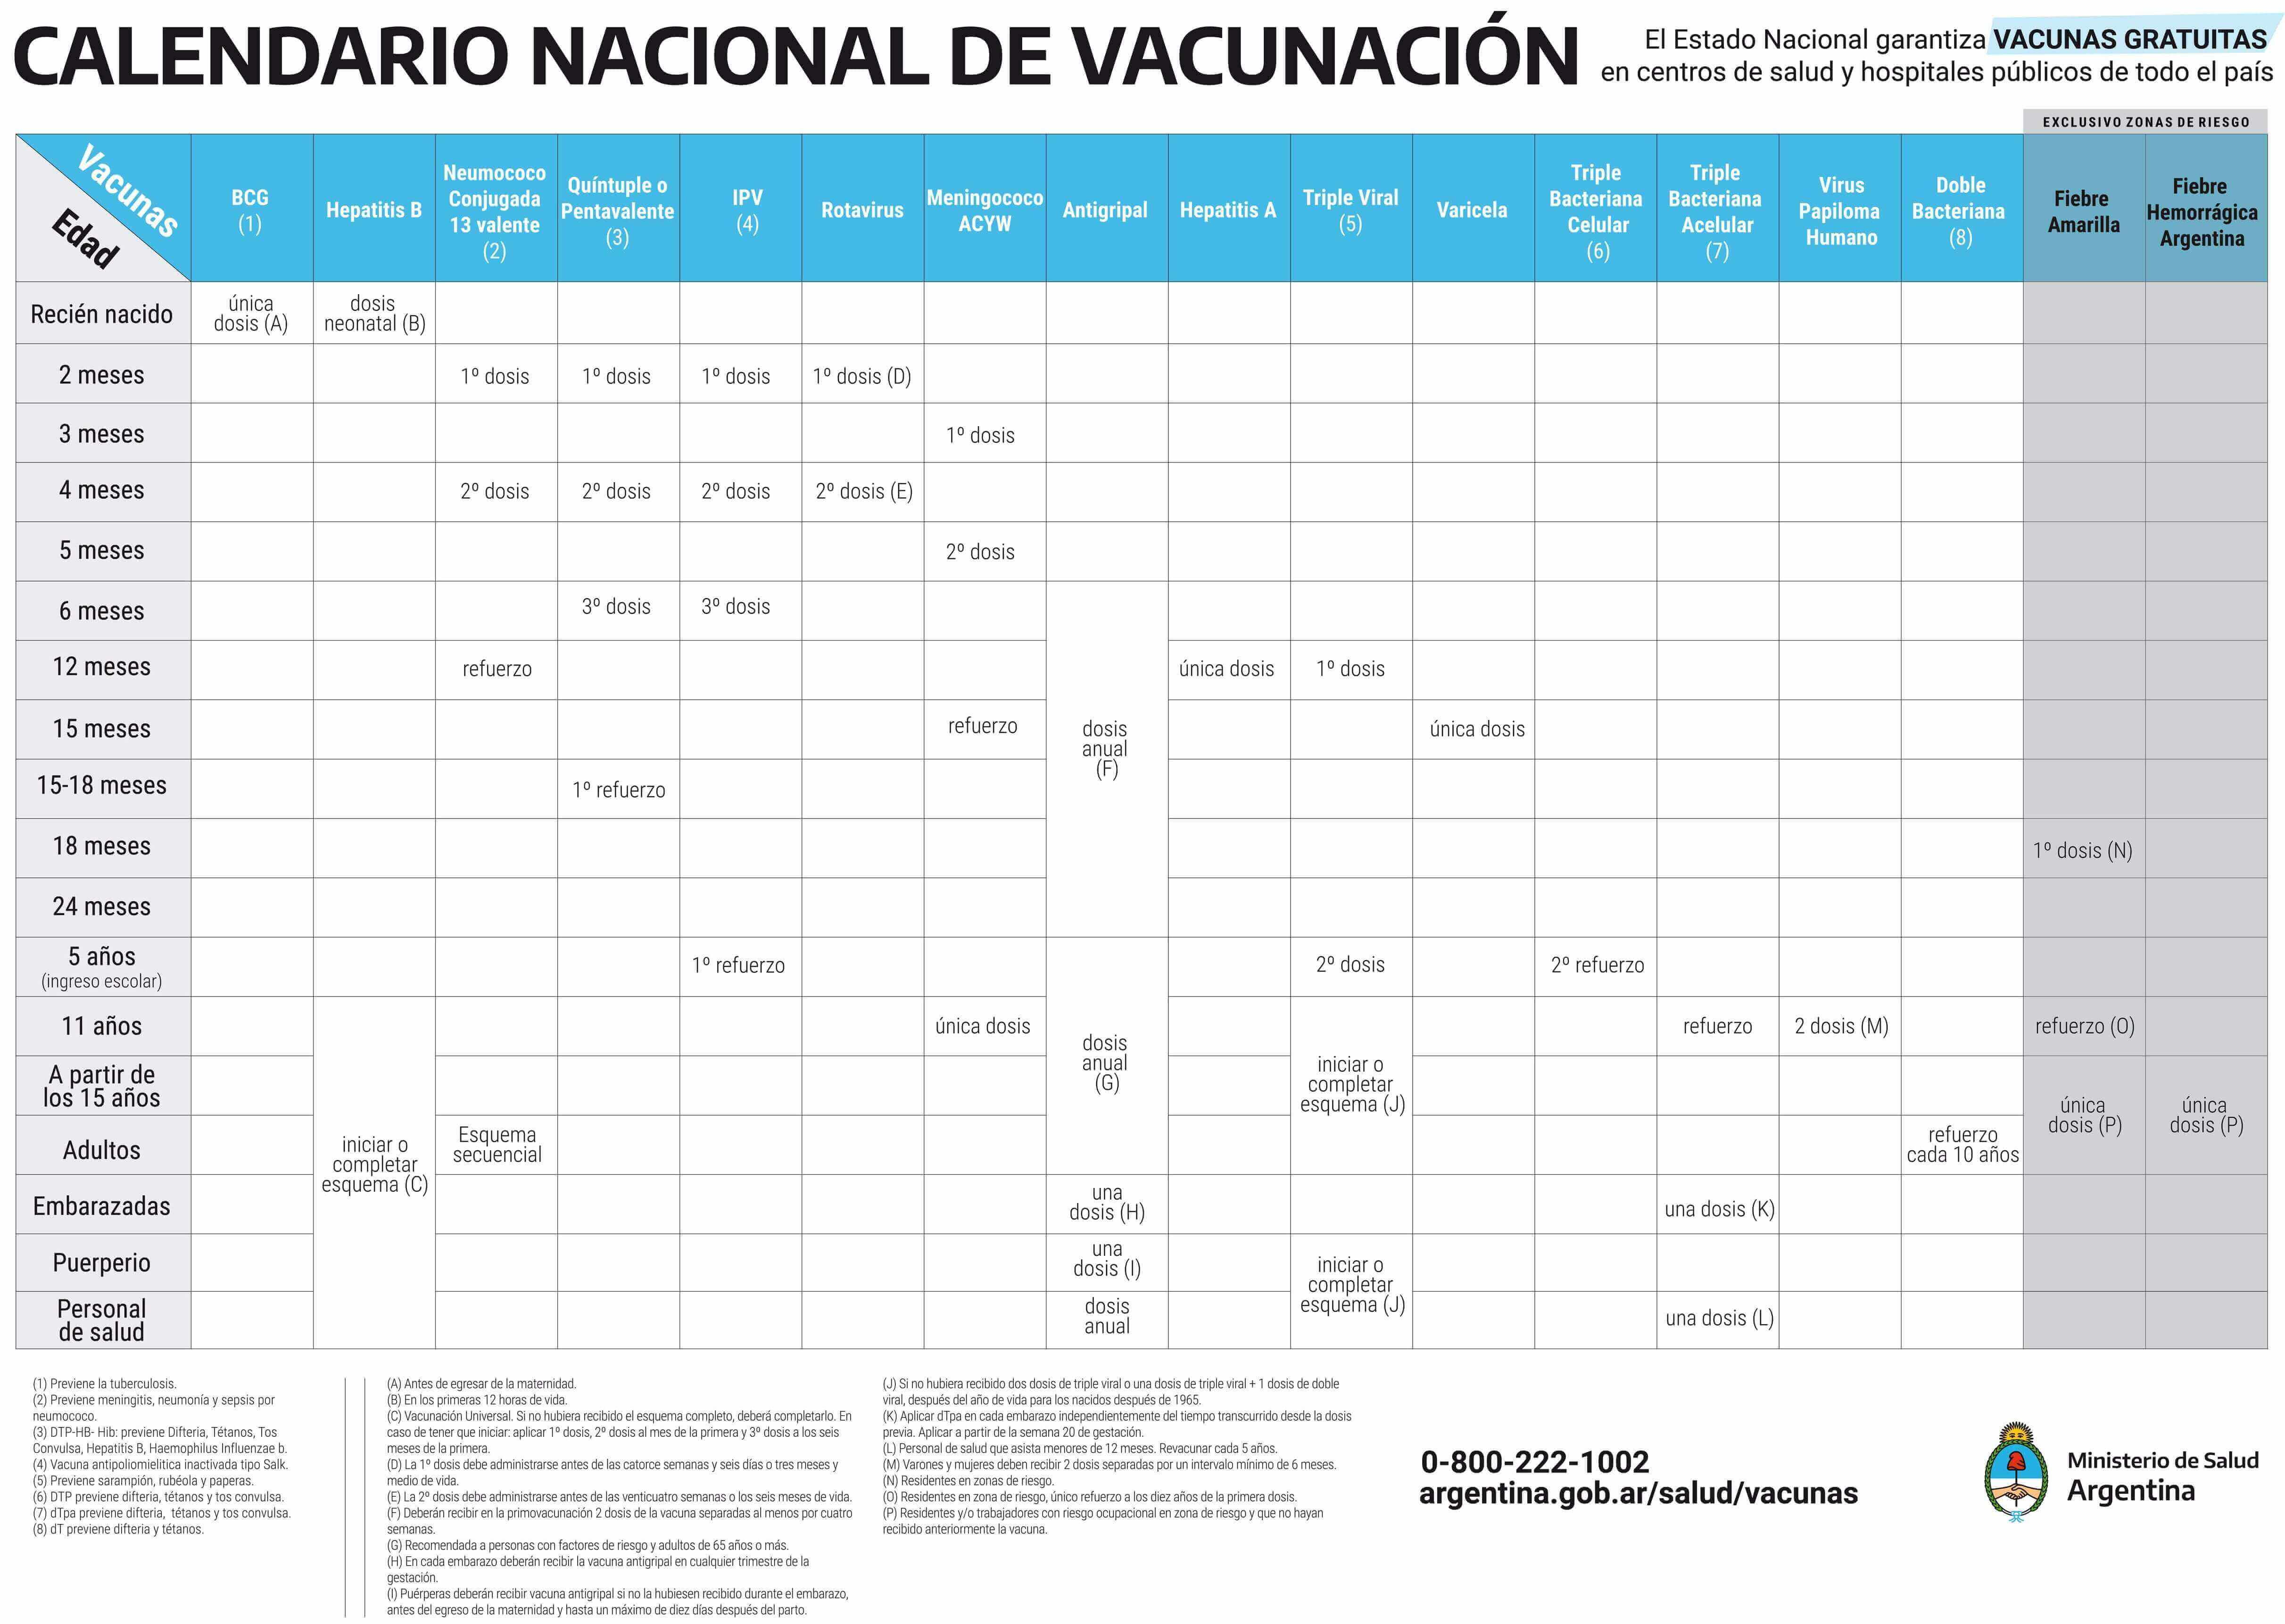 CALENDARIO NACIONAL DE VACUNACIÓN
El Estado Nacional garantiza VACUNAS GRATUITAS
en centros de salud y hospitales públicos de todo el país
EXCLUSIVO ZONAS DE RIESGO
Vacunas
Edad
BCG
(1)
Hepatitis B
Neumococo
Conjugada
13 valente
(2)
Quíntuple o
Pentavalente
(3)
IPV
(4)
Rotavirus
Meningococo
ACYW
Antigripal
Hepatitis A
Triple Viral
(5)
Varicela
Triple
Bacteriana
Celular
(6)
Triple
Bacteriana
Acelular
(7)
Virus
Papiloma
Humano
Doble
Bacteriana
(8)
Fiebre
Amarilla
Fiebre
Hemorrágica
Argentina
Recién nacido
única
dosis (A)
dosis
neonatal (B)
2 meses
1º dosis
1º dosis
1º dosis
1º dosis (D)
3 meses
1º dosis
4 meses
2º dosis
2º dosis
2º dosis
2º dosis (E)
5 meses
2º dosis
6 meses
3º dosis
3º dosis
12 meses
refuerzo
única dosis
1º dosis
15 meses
refuerzo
dosis
anual
(F)
única dosis
15-18 meses
1º refuerzo
18 meses
1º dosis (N)
24 meses
5 años
(ingreso escolar)
1º refuerzo
2º dosis
2º refuerzo
11 años
única dosis
dosis
anual
(G)
refuerzo
2 dosis (M)
refuerzo (O)
A partir de
los 15 años
iniciar o
completar
esquema (J)
única
dosis (P)
única
dosis (P)
Adultos
iniciar o
completar
esquema (C)
Esquema
secuencial
refuerzo
cada 10 años
Embarazadas
una
dosis (H)
una dosis (K)
Puerperio
una
dosis (I)
iniciar o
completar
esquema (J)
Personal
de salud
dosis
anual
una dosis (L)
(1) Previene la tuberculosis.
(2) Previene meningitis, neumonía y sepsis por
neumococo.
(3) DTP-HB- Hib: previene Difteria, Tétanos, Tos
Convulsa, Hepatitis B, Haemophilus Influenzae b.
(4) Vacuna antipoliomielitica inactivada tipo Salk.
(5) Previene sarampión, rubéola y paperas.
(6) DTP previene difteria, tétanos y tos convulsa.
(7) dTpa previene difteria, tétanos y tos convulsa.
(8) dT previene difteria y tétanos.
(A) Antes de egresar de la maternidad.
(B) En los primeras 12 horas de vida.
(C) Vacunación Universal. Si no hubiera recibido el esquema completo, deberá completarlo. En
caso de tener que iniciar: aplicar 1º dosis, 2º dosis al mes de la primera y 3º dosis a los seis
meses de la primera.
(D) La 1º dosis debe administrarse antes de las catorce semanas y seis días o tres meses y
medio de vida.
(E) La 2º dosis debe administrarse antes de las venticuatro semanas o los seis meses de vida.
(F) Deberán recibir en la primovacunación 2 dosis de la vacuna separadas al menos por cuatro
semanas.
(G) Recomendada a personas con factores de riesgo y adultos de 65 años o más.
(H) En cada embarazo deberán recibir la vacuna antigripal en cualquier trimestre de la
gestación.
(I) Puérperas deberán recibir vacuna antigripal si no la hubiesen recibido durante el embarazo,
antes del egreso de la maternidad y hasta un máximo de diez días después del parto.
(J) Si no hubiera recibido dos dosis de triple viral o una dosis de triple viral + 1 dosis de doble
viral, después del año de vida para los nacidos después de 1965.
(K) Aplicar dTpa en cada embarazo independientemente del tiempo transcurrido desde la dosis
previa. Aplicar a partir de la semana 20 de gestación.
(L) Personal de salud que asista menores de 12 meses. Revacunar cada 5 años.
(M) Varones y mujeres deben recibir 2 dosis separadas por un intervalo mínimo de 6 meses.
(N) Residentes en zonas de riesgo.
(O) Residentes en zona de riesgo, único refuerzo a los diez años de la primera dosis.
(P) Residentes y/o trabajadores con riesgo ocupacional en zona de riesgo y que no hayan
recibido anteriormente la vacuna.
0-800-222-1002
argentina.gob.ar/salud/vacunas
Ministerio de Salud
Argentina